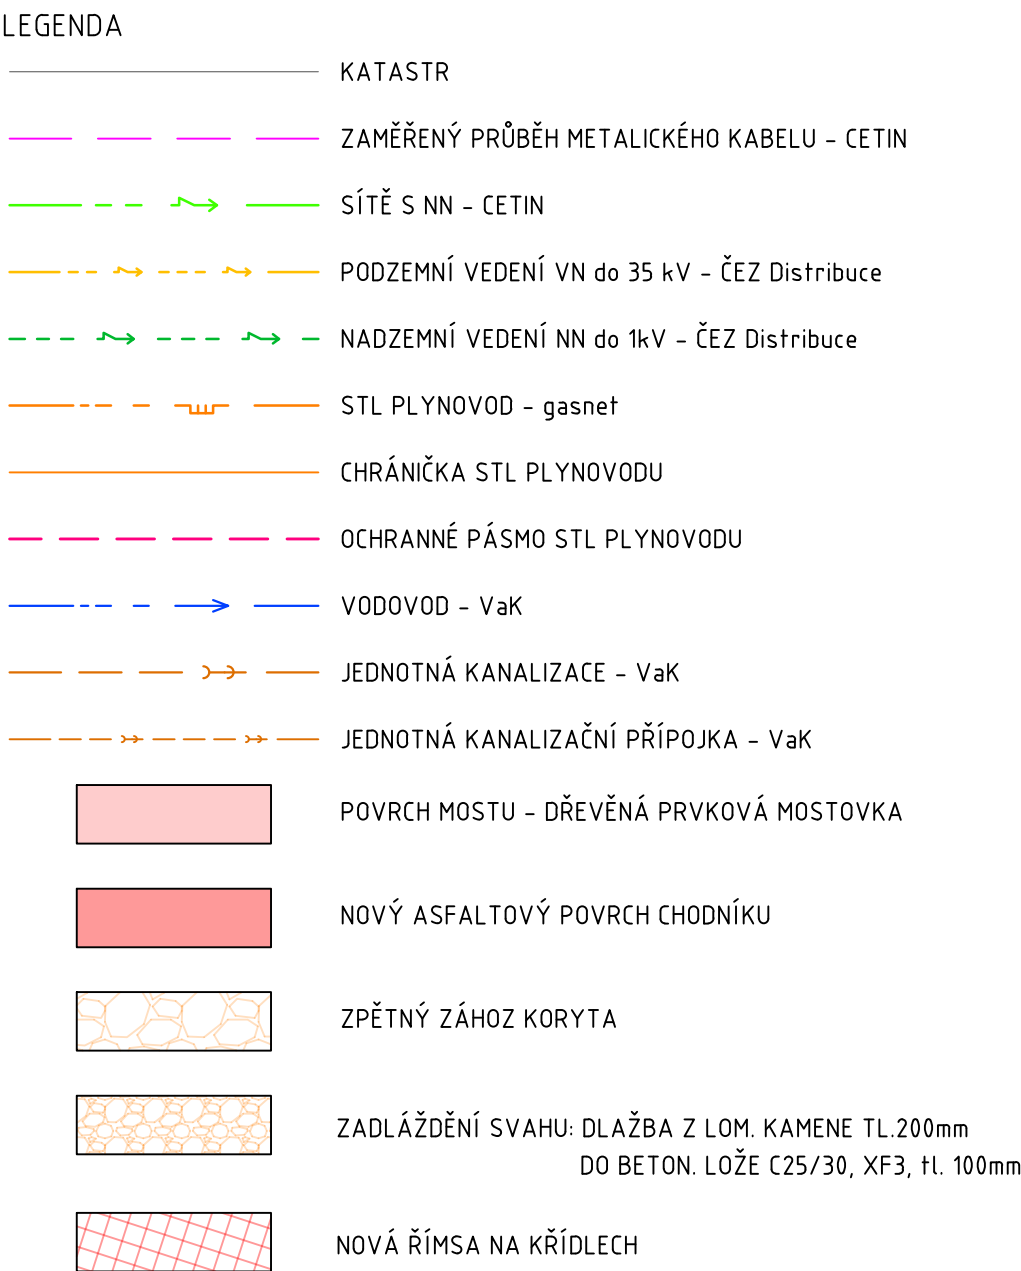 LEGENDA
KATASTR
ZAMĚŘENÝ PRŮBĚH METALICKÉHO KABELU - CETIN
SÍTĚ S NN - CETIN
PODZEMNÍ VEDENÍ VN do 35 kV - ČEZ Distribuce
NADZEMNÍ VEDENÍ NN do 1kV - ČEZ Distribuce
STL PLYNOVOD - gasnet
CHRÁNIČKA STL PLYNOVODU
OCHRANNÉ PÁSMO STL PLYNOVODU
VODOVOD - VaK
JEDNOTNÁ KANALIZACE - VaK
JEDNOTNÁ KANALIZAČNÍ PŘÍPOJKA - VaK
POVRCH MOSTU - DŘEVĚNÁ PRVKOVÁ MOSTOVKA
NOVÝ ASFALTOVÝ POVRCH CHODNÍKU
ZPĚTNÝ ZÁHOZ KORYTA
ZADLÁŽDĚNÍ SVAHU: DLAŽBA Z LOM. KAMENE TL.200mm
DO BETON. LOŽE C25/30, XF3, tl. 100mm
NOVÁ ŘÍMSA NA KŘÍDLECH